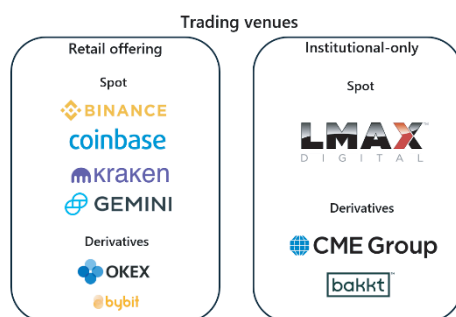 Trading venues
Retail offering
Spot
BINANCE
coinbase
kraken
GEMINI
Derivatives
OKEX
bybit
Institutional-only
Spot
LMAX
DIGITAL
Derivatives
CME Group
bakkt